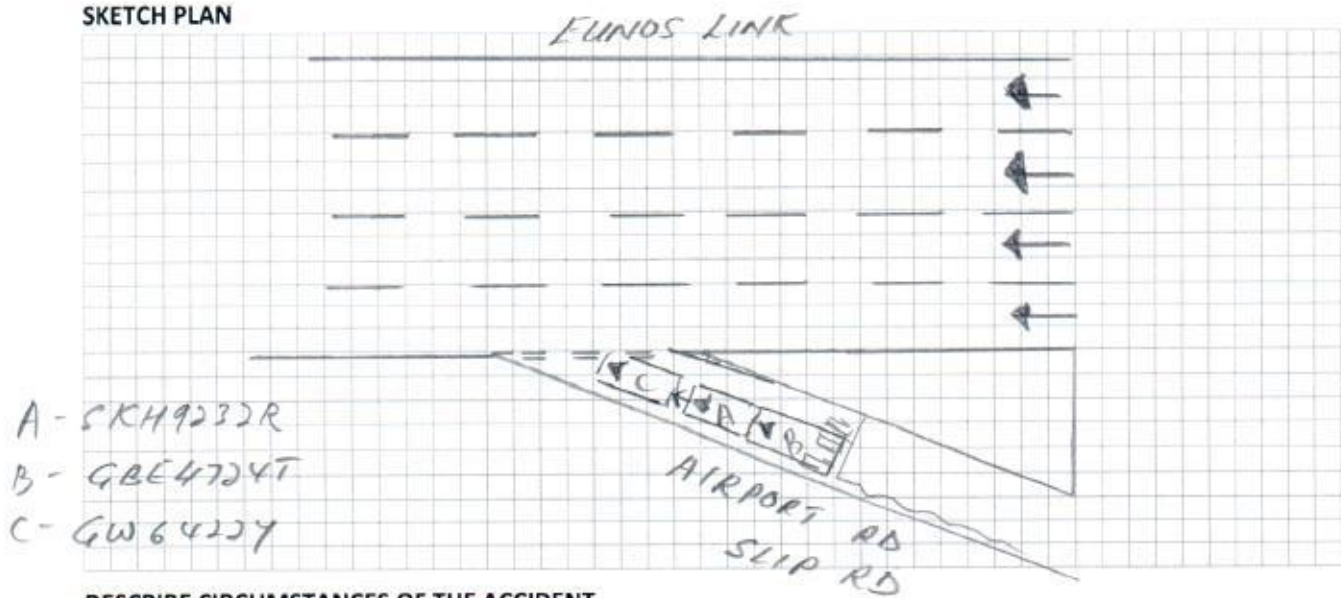 SKETCH PLAN
EUNOS LINK
C
A
B
A - SKH9232R
B - GBE4724T
C - GW6422Y
AIRPORT RD
SLIP RD
DESCRIBE CIRCUMSTANCES OF THE ACCIDENT